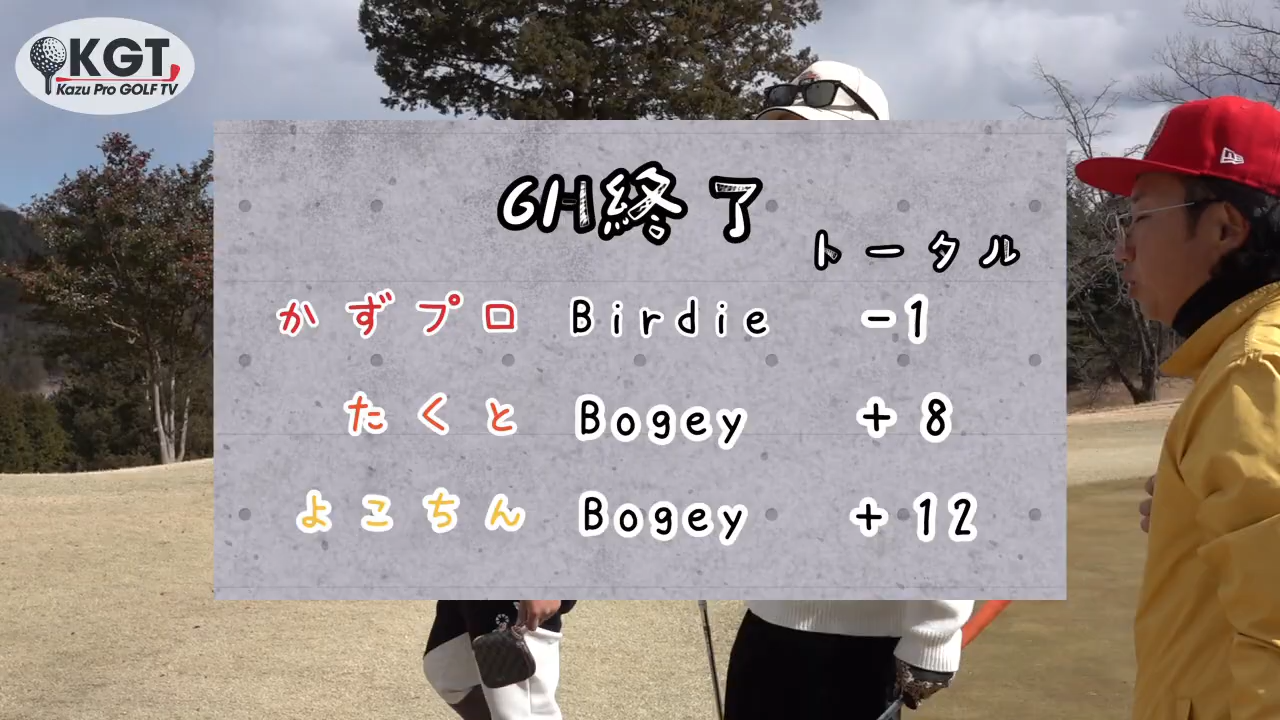 KGT
Kazu Pro GOLF TV
6H終了
トータル
かずプロ Birdie -1
たくと Bogey +8
よこちん Bogey +12